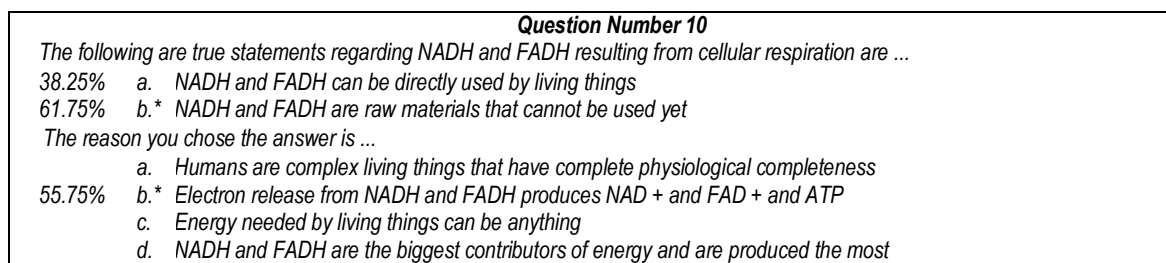 Question Number 10
The following are true statements regarding NADH and FADH resulting from cellular respiration are ...
38.25% a. NADH and FADH can be directly used by living things
61.75% b.* NADH and FADH are raw materials that cannot be used yet
The reason you chose the answer is ...
a. Humans are complex living things that have complete physiological completeness
55.75% b.* Electron release from NADH and FADH produces NAD + and FAD + and ATP
c. Energy needed by living things can be anything
d. NADH and FADH are the biggest contributors of energy and are produced the most